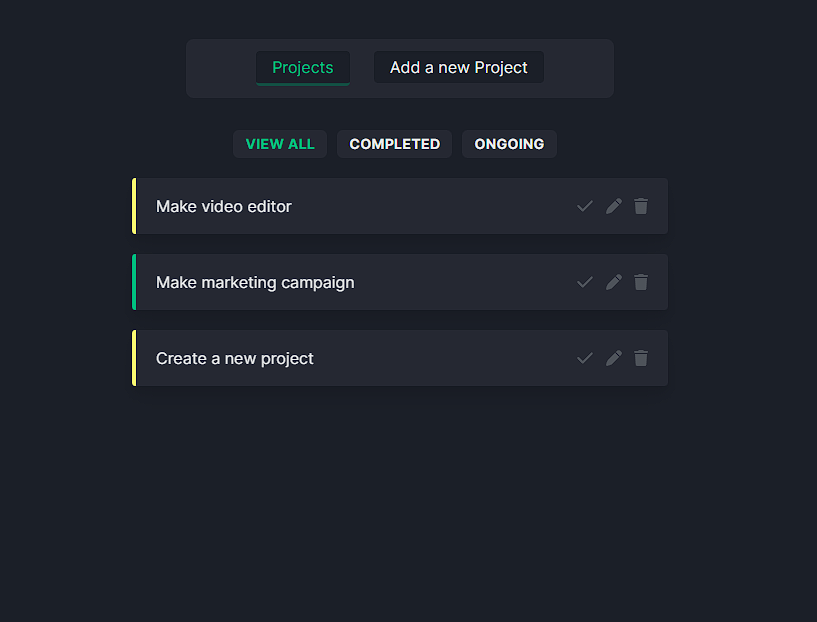 Projects Add a new Project
VIEW ALL COMPLETED ONGOING
Make video editor
Make marketing campaign
Create a new project